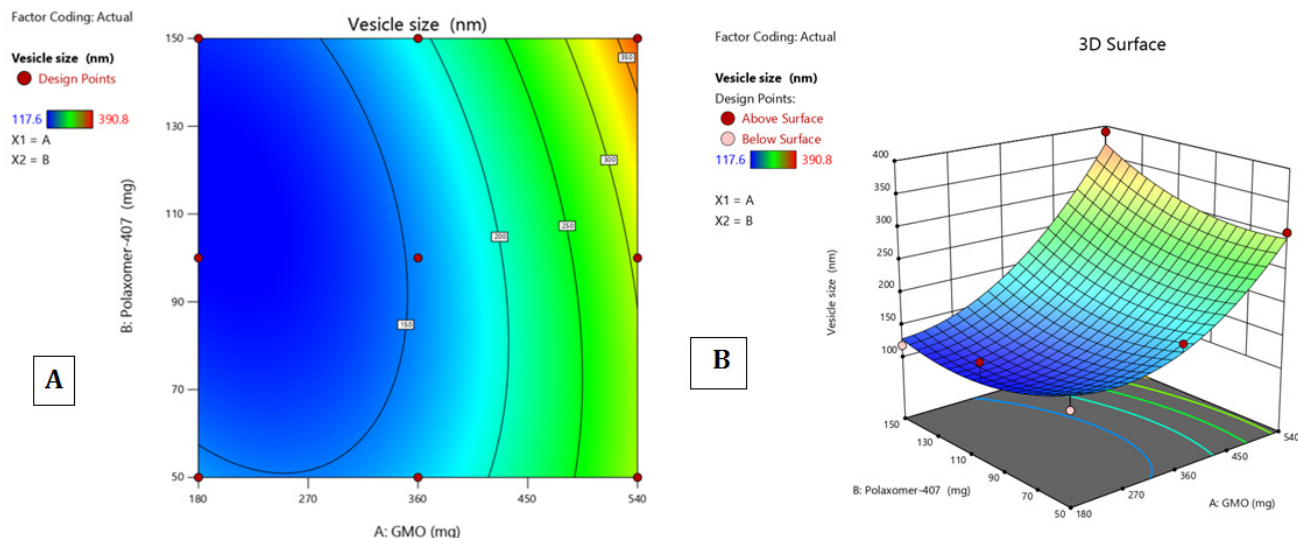 Factor Coding: Actual
Vesicle size (nm)
Vesicle size (nm)
Design Points
117.6 390.8
X1 = A
X2 = B
B: Polaxomer-407 (mg)
150
130
110
90
70
50
350
300
250
200
150
180 270 360 450 540
A: GMO (mg)
A
Factor Coding: Actual
3D Surface
Vesicle size (nm)
Design Points:
Above Surface
Below Surface
117.6 390.8
X1 = A
X2 = B
Vesicle size (nm)
400
350
300
250
200
150
100
150
130
110
90
70
50
180
270
360
450
540
B: Polaxomer-407 (mg)
A: GMO (mg)
B